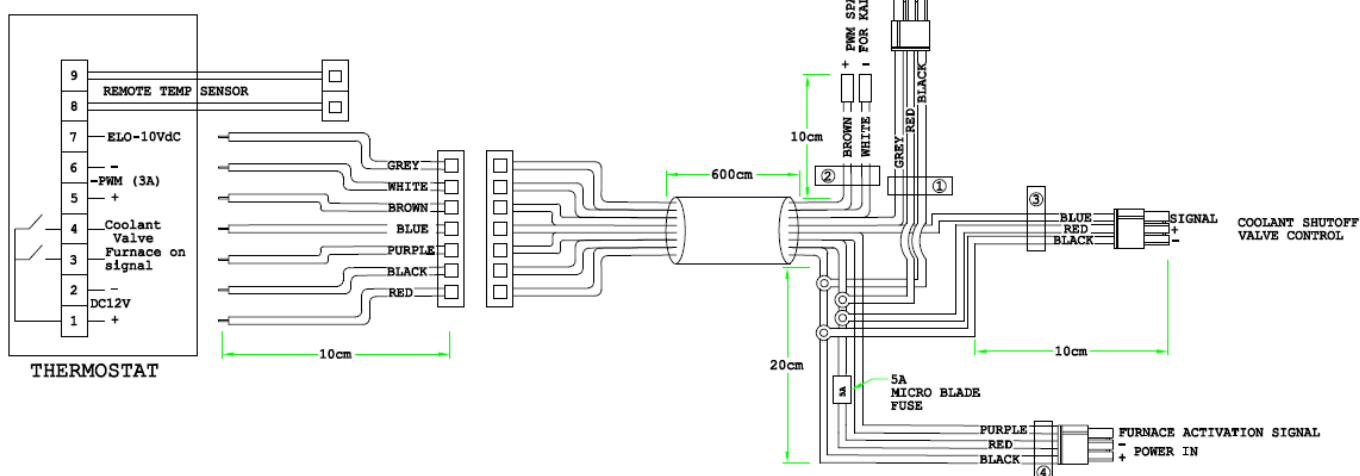 9
8
7
6
5
4
3
2
1
REMOTE TEMP SENSOR
ELO-10VdC
-
-PWM (3A)
+
Coolant
Valve
Furnace on
signal
-
DC12V
+
THERMOSTAT
GREY
WHITE
BROWN
BLUE
PURPLE
BLACK
RED
10cm
600cm
10cm
+ PWM
- FOR
BROWN
WHITE
②
GREY
RED
BLACK
①
③
BLUE
RED
BLACK
SIGNAL
+
-
COOLANT SHUTOFF
VALVE CONTROL
10cm
20cm
5A
5A
MICRO BLADE
FUSE
PURPLE
RED
BLACK
④
FURNACE ACTIVATION SIGNAL
-
+ POWER IN